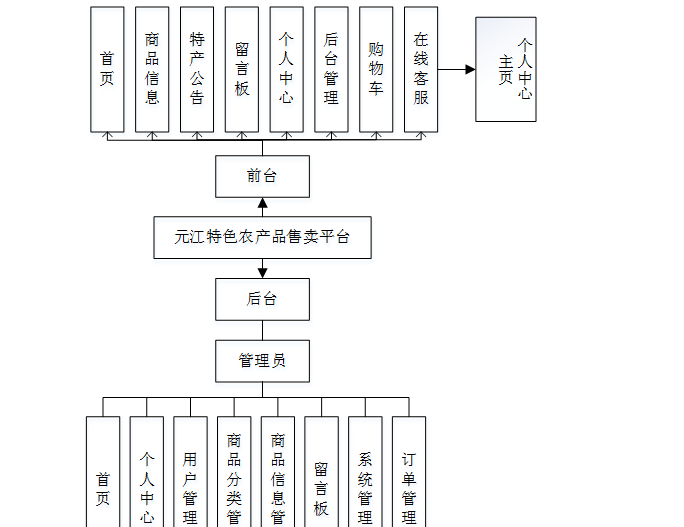 首页
商品信息
特产公告
留言板
个人中心
后台管理
购物车
在线客服
个人中心
主页
前台
元江特色农产品售卖平台
后台
管理员
首页
个人中心
用户管理
商品分类管
商品信息管
留言板
系统管理
订单管理